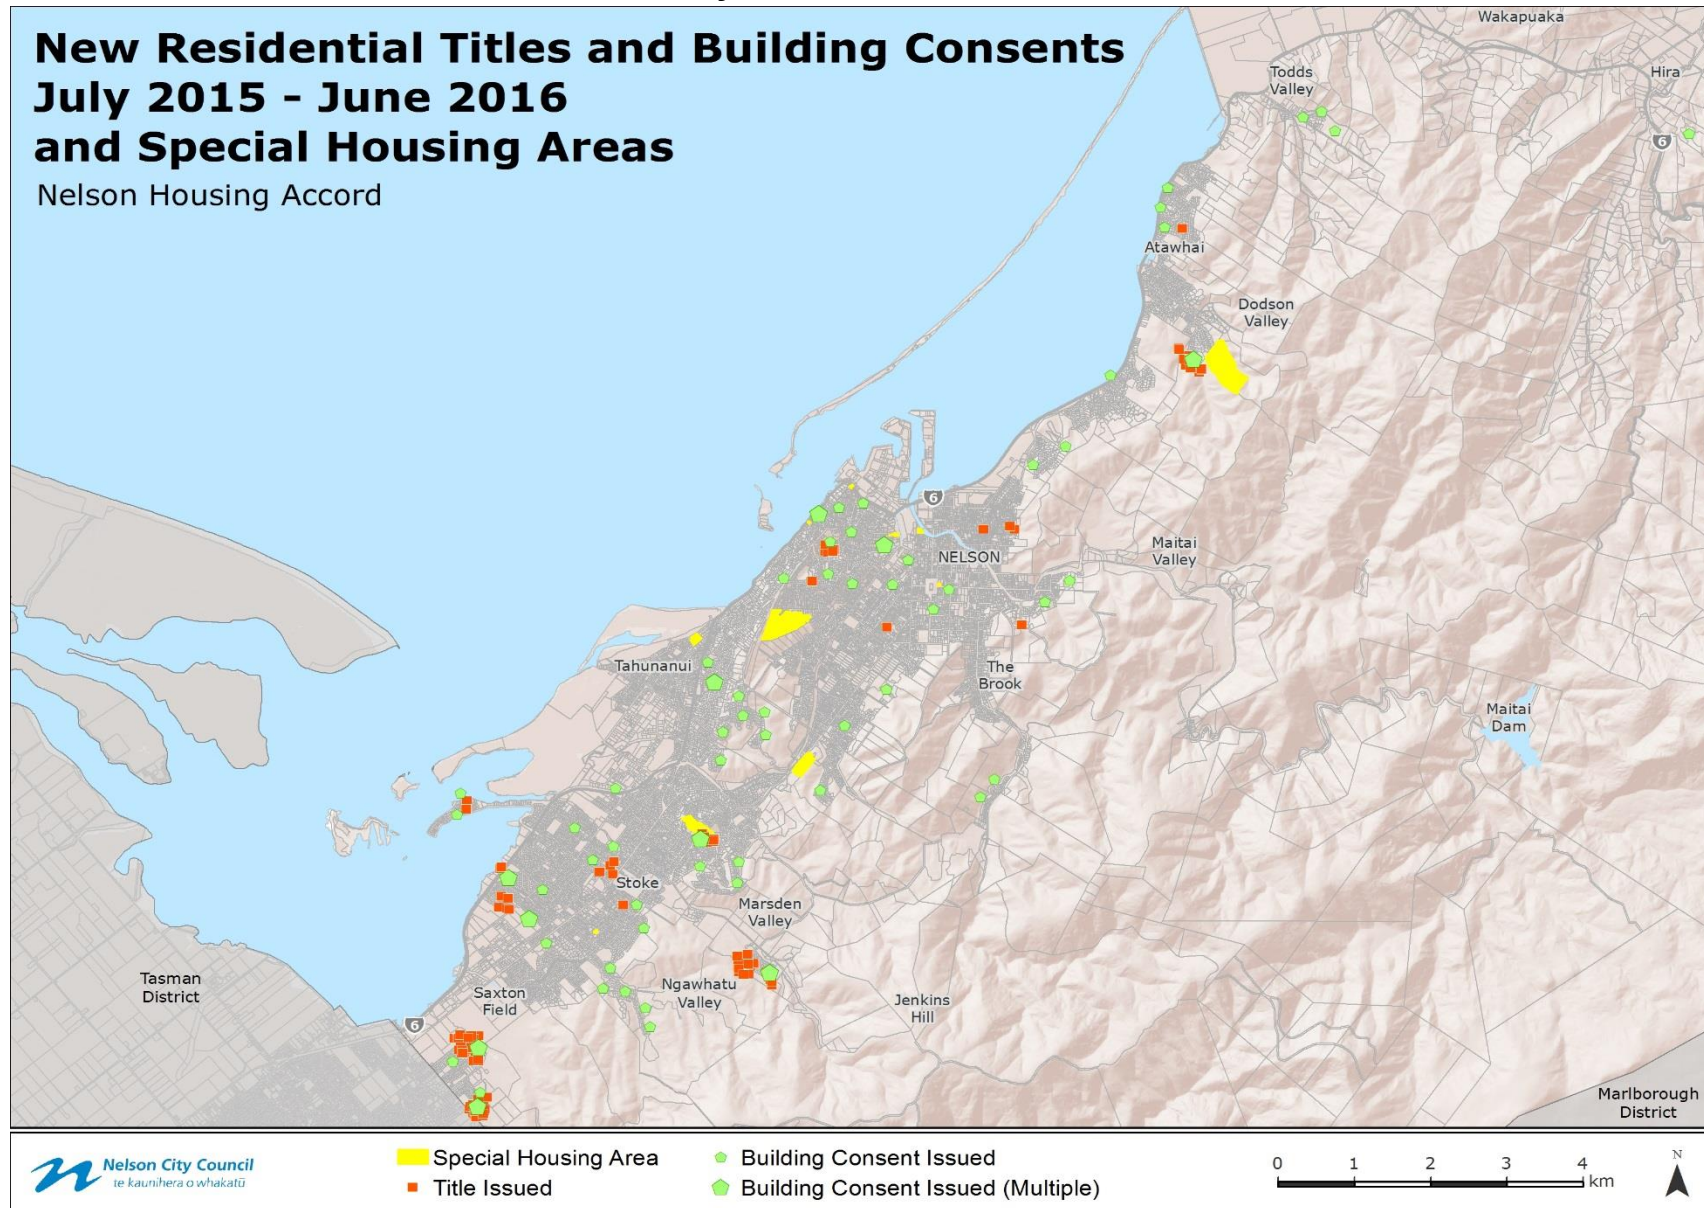 New Residential Titles and Building Consents
July 2015 - June 2016
and Special Housing Areas
Nelson Housing Accord
Wakapuaka
Todds
Valley
Hira
6
Atawhai
Dodson
Valley
6
NELSON
Maitai
Valley
Tahunanui
The
Brook
Maitai
Dam
Stoke
Marsden
Valley
Tasman
District
Saxton
Field
Ngawhatu
Valley
Jenkins
Hill
6
Marlborough
District
Nelson City Council
te kaunihera o whakatū
Special Housing Area
Title Issued
Building Consent Issued
Building Consent Issued (Multiple)
0 1 2 3 4
km
N